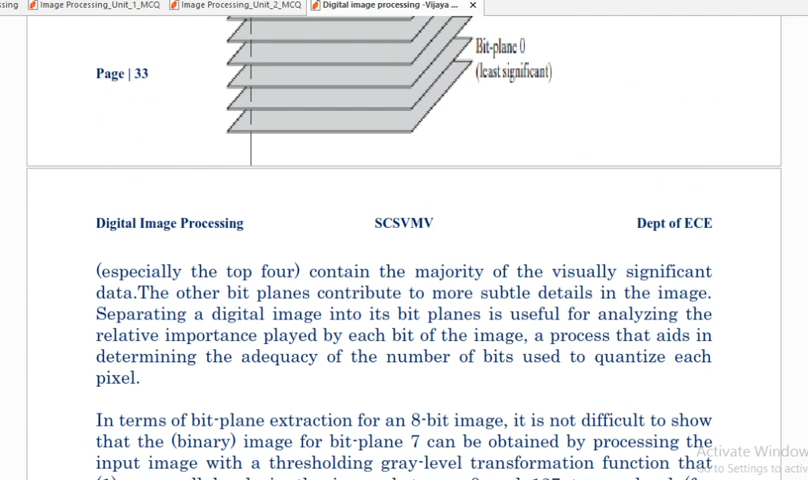 ssing Image Processing_Unit_1_MCQ Image Processing_Unit_2_MCQ Digital image processing -Vijaya ...
Bit-plane 0
(least significant)
Page | 33
Digital Image Processing SCSVMV Dept of ECE
(especially the top four) contain the majority of the visually significant
data.The other bit planes contribute to more subtle details in the image.
Separating a digital image into its bit planes is useful for analyzing the
relative importance played by each bit of the image, a process that aids in
determining the adequacy of the number of bits used to quantize each
pixel.
In terms of bit-plane extraction for an 8-bit image, it is not difficult to show
that the (binary) image for bit-plane 7 can be obtained by processing the
Activate Window
input image with a thresholding gray-level transformation function that
Go to Settings to activ